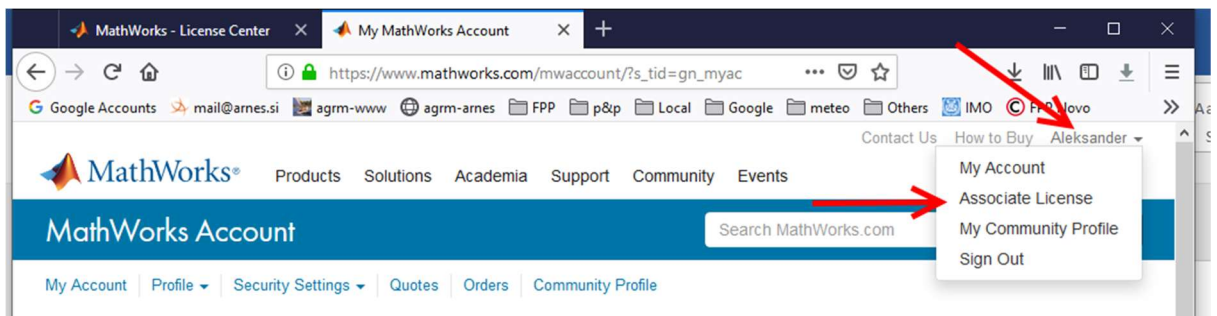 MathWorks - License Center
My MathWorks Account
https://www.mathworks.com/mwaccount/?s_tid=gn_myac
Google Accounts mail@arnes.si agrm-www agrm-arnes FPP p&p Local Google meteo Others IMO Novo
Contact Us How to Buy Aleksander
MathWorks® Products Solutions Academia Support Community Events
My Account
Associate License
My Community Profile
Sign Out
MathWorks Account
Search MathWorks.com
My Account Profile Security Settings Quotes Orders Community Profile